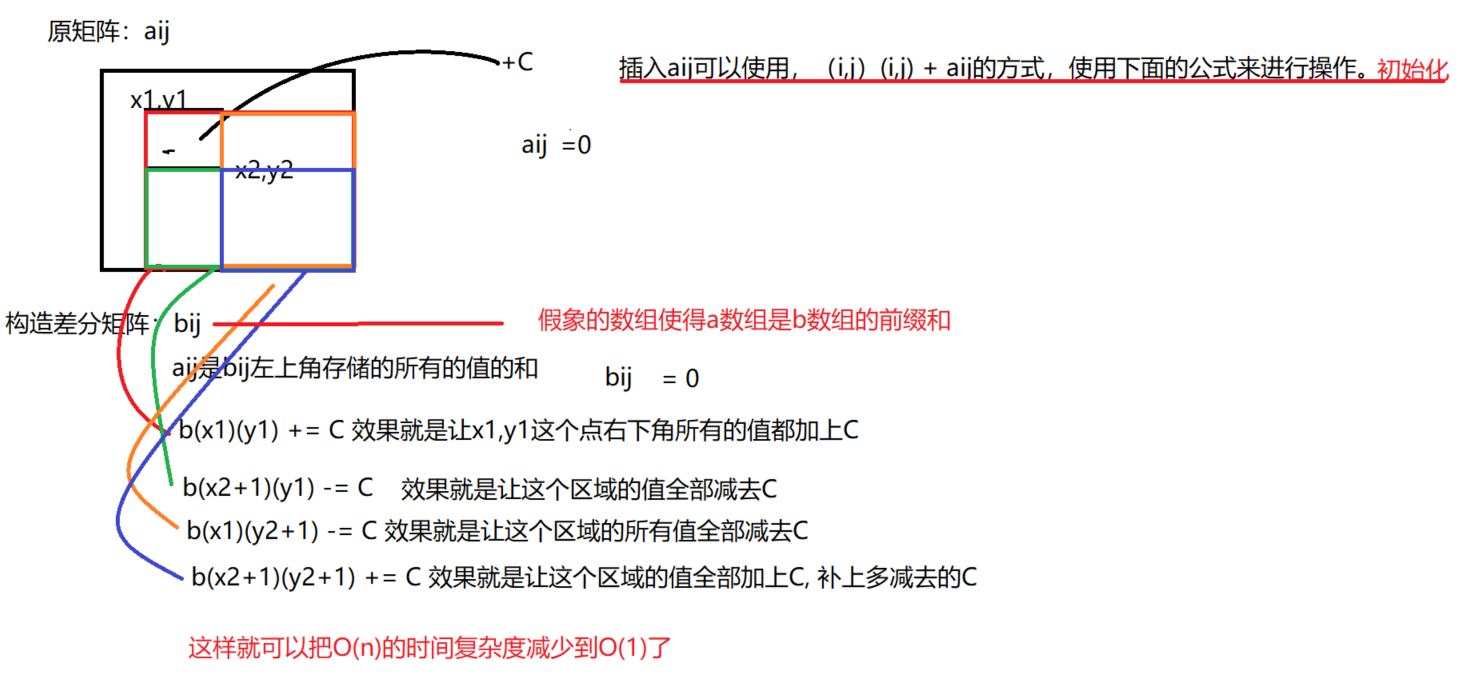 原矩阵：aij
+C
插入aij可以使用，（i,j）(i,j) + aij的方式，使用下面的公式来进行操作。初始化
x1,y1
aij =0
x2,y2
构造差分矩阵：bij
假象的数组使得a数组是b数组的前缀和
aij是bij左上角存储的所有的值的和
bij = 0
b(x1)(y1) += C 效果就是让x1,y1这个点右下角所有的值都加上C
b(x2+1)(y1) -= C 效果就是让这个区域的值全部减去C
b(x1)(y2+1) -= C 效果就是让这个区域的所有值全部减去C
b(x2+1)(y2+1) += C 效果就是让这个区域的值全部加上C, 补上多减去的C
这样就可以把O(n)的时间复杂度减少到O(1)了